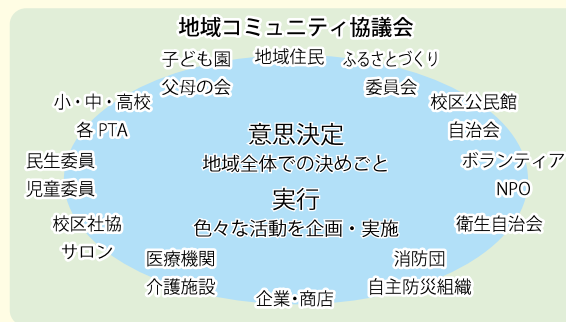 地域コミュニティ協議会
子ども園
父母の会
地域住民
ふるさとづくり
委員会
小・中・高校
各PTA
校区公民館
自治会
民生委員
児童委員
意思決定
地域全体での決めごと
実行
色々な活動を企画・実施
ボランティア
NPO
校区社協
サロン
衛生自治会
医療機関
介護施設
企業・商店
消防団
自主防災組織